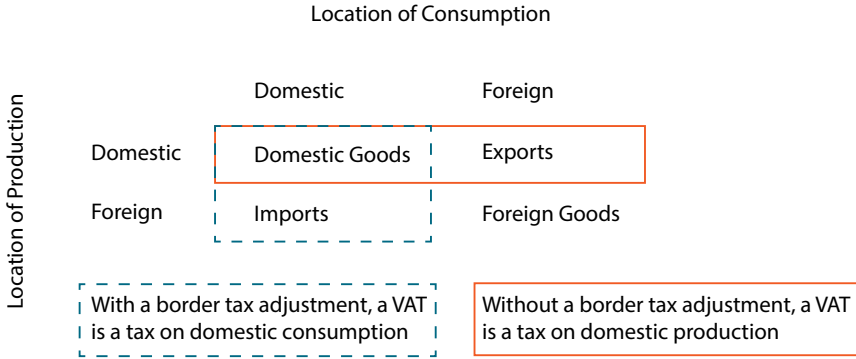 Location of Consumption
Domestic Foreign
Location of Production
Domestic Domestic Goods Exports
Foreign Imports Foreign Goods
With a border tax adjustment, a VAT
is a tax on domestic consumption
Without a border tax adjustment, a VAT
is a tax on domestic production